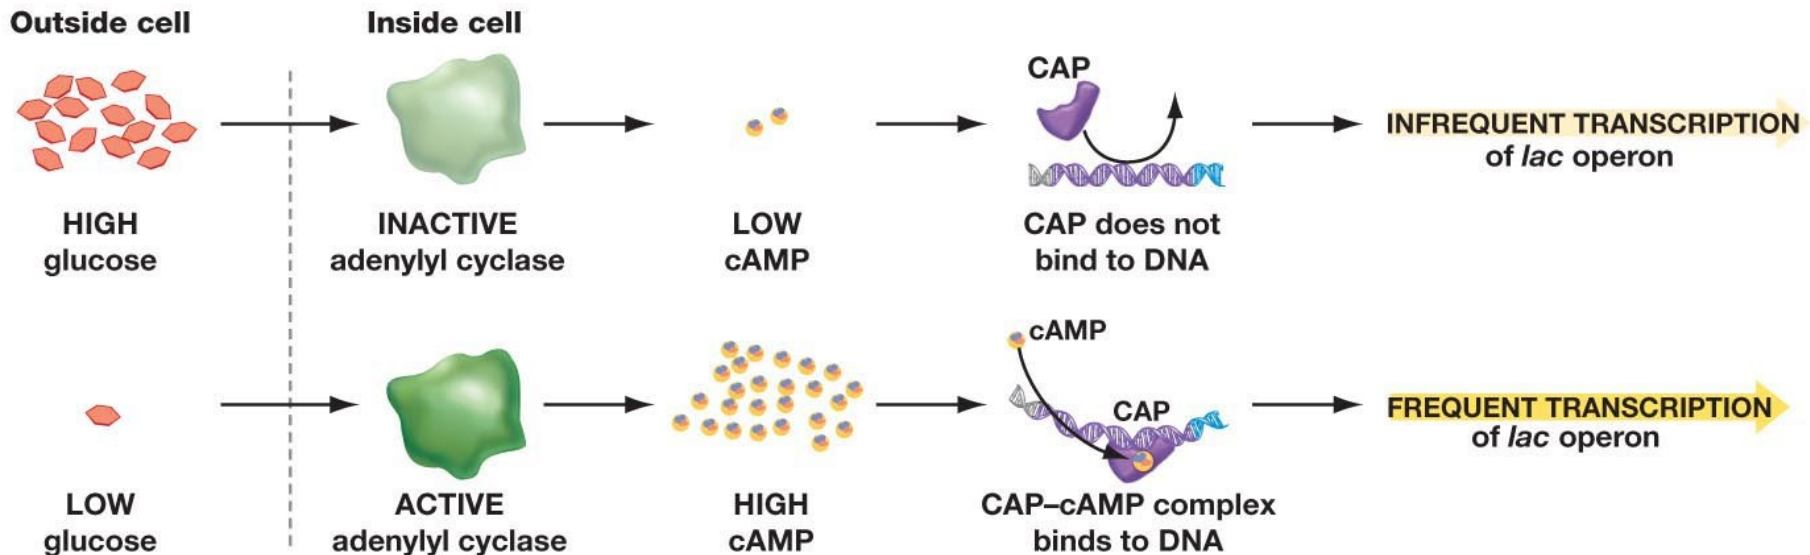 Outside cell
Inside cell
CAP
INFREQUENT TRANSCRIPTION
of lac operon
HIGH
glucose
INACTIVE
adenylyl cyclase
LOW
cAMP
CAP does not
bind to DNA
cAMP
CAP
FREQUENT TRANSCRIPTION
of lac operon
LOW
glucose
ACTIVE
adenylyl cyclase
HIGH
cAMP
CAP–cAMP complex
binds to DNA